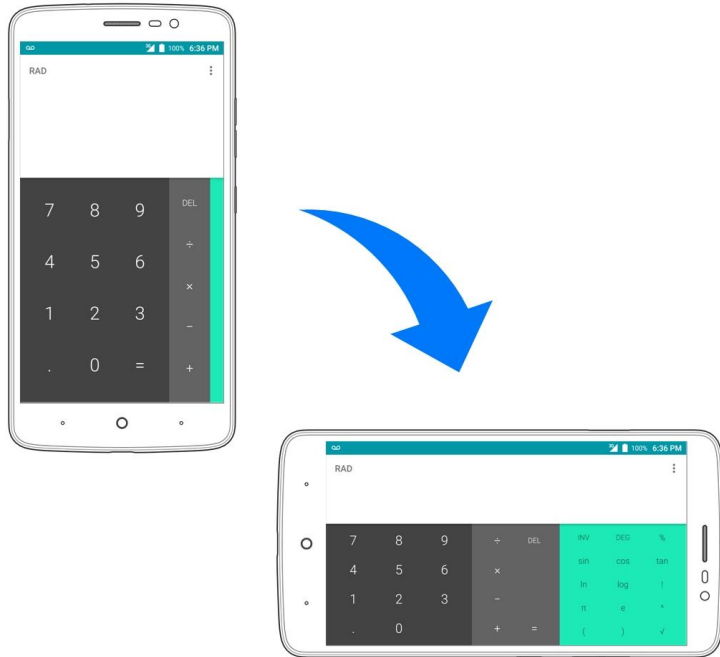 100% 6:36 PM
RAD
7 8 9 DEL
÷
4 5 6
×
1 2 3
−
. 0 = +
100% 6:36 PM
RAD
7 8 9 ÷ DEL INV DEG %
4 5 6 × sin cos tan
1 2 3 − ln log !
π e ^
. 0 + = ( ) √